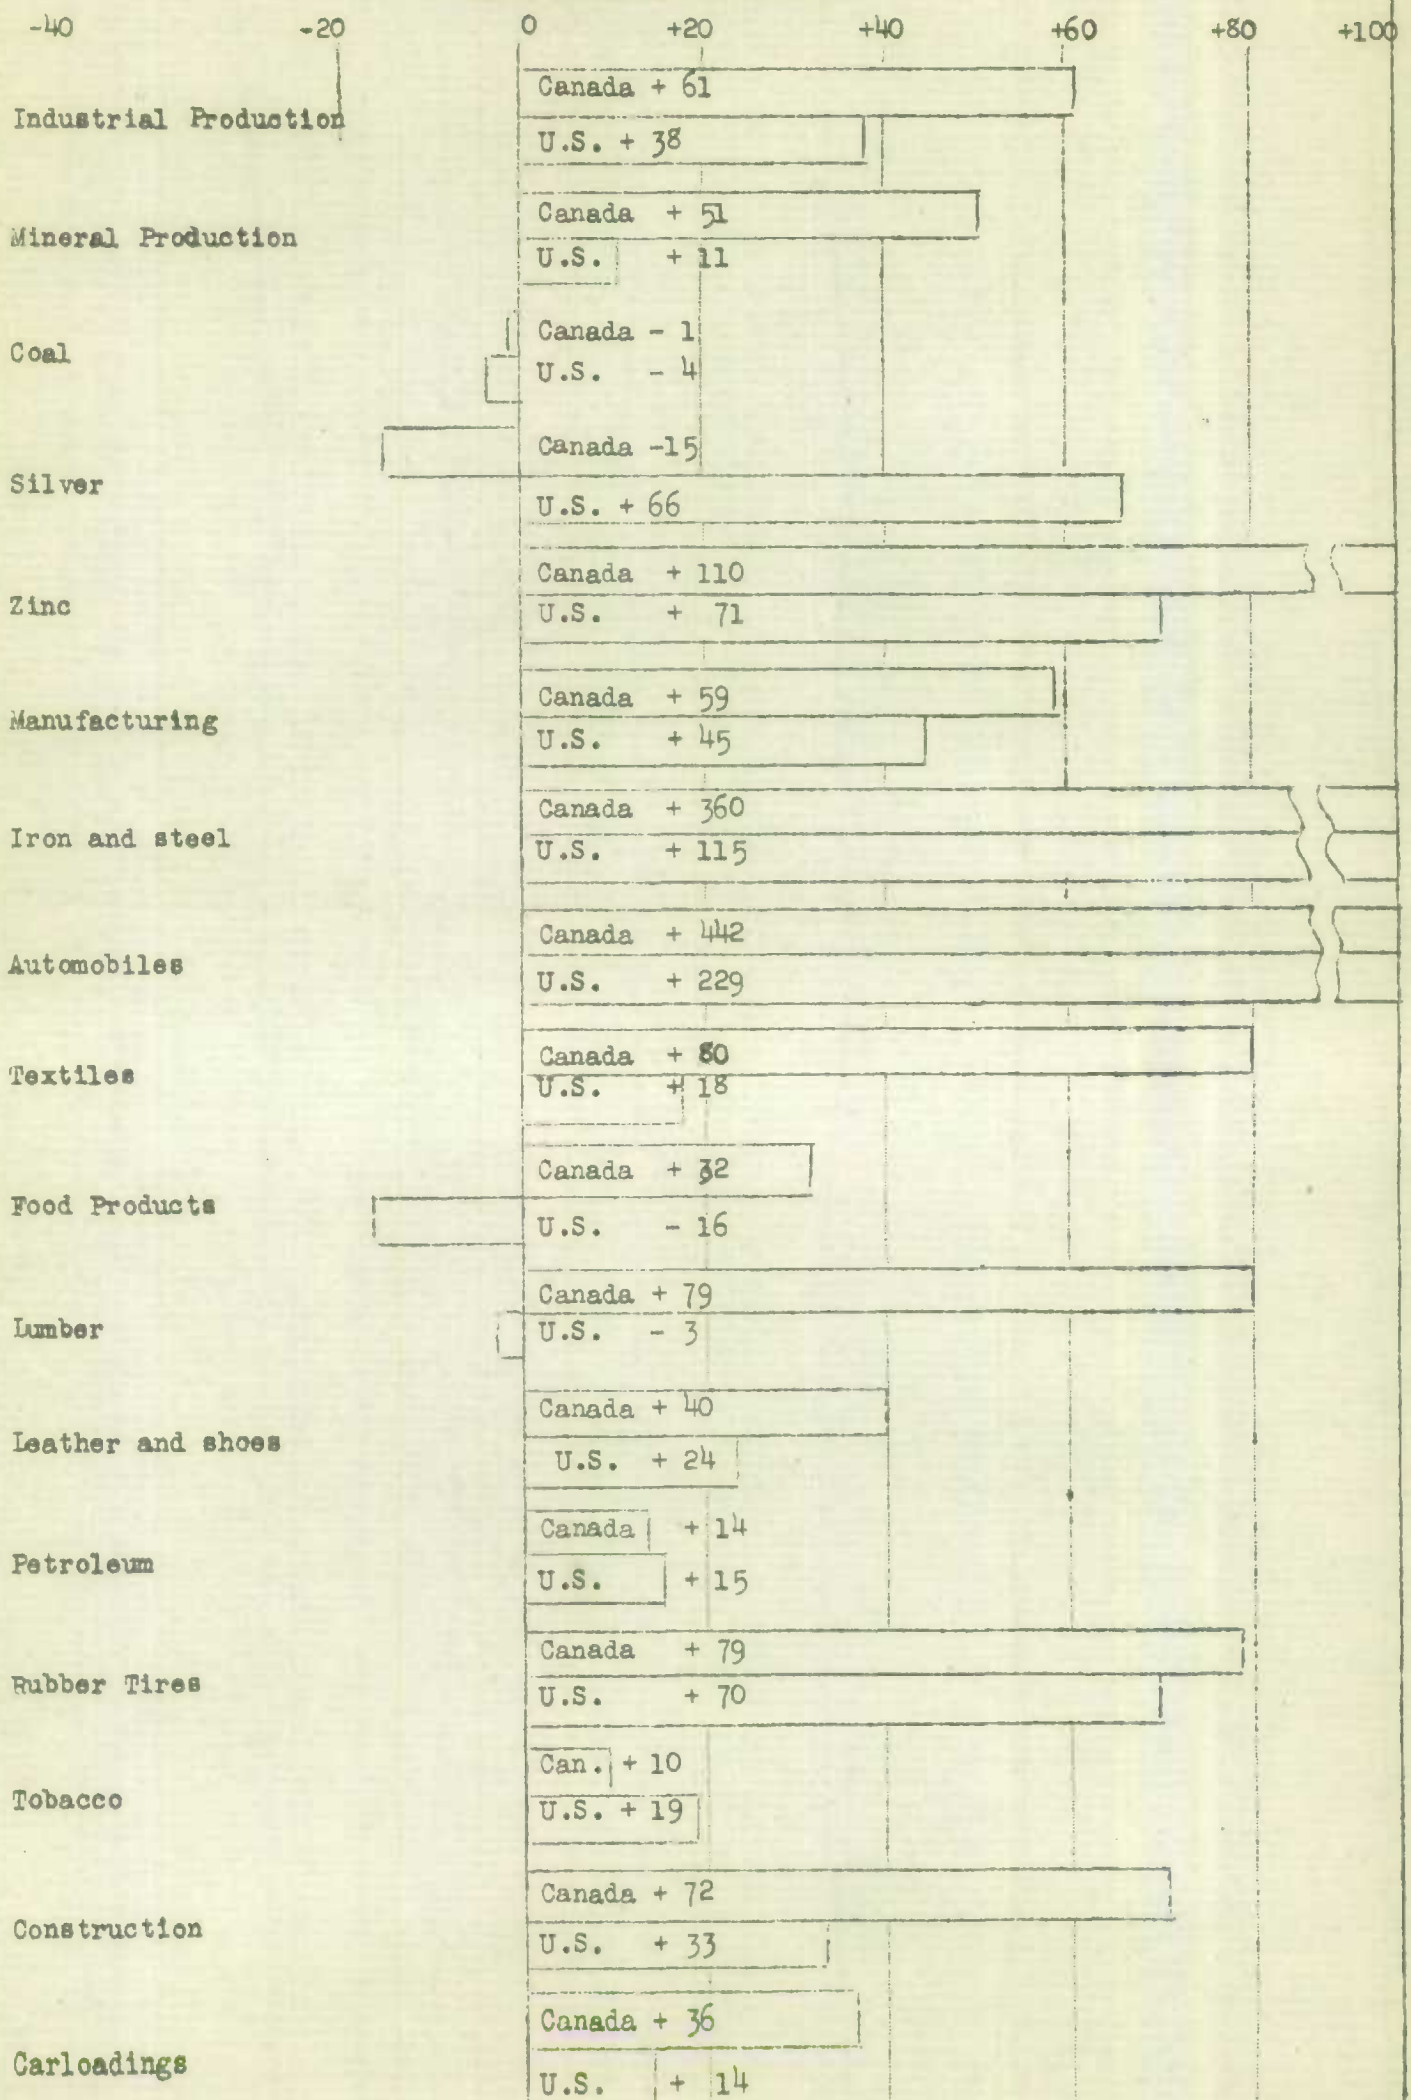 -40 -20 0 +20 +40 +60 +80 +100
Canada + 61
Industrial Production
U.S. + 38
Canada + 51
Mineral Production
U.S. + 11
Canada - 1
Coal
U.S. - 4
Canada -15
Silver
U.S. + 66
Canada + 110
Zinc
U.S. + 71
Canada + 59
Manufacturing
U.S. + 45
Canada + 360
Iron and steel
U.S. + 115
Canada + 442
Automobiles
U.S. + 229
Canada + 80
Textiles
U.S. + 18
Canada + 32
Food Products
U.S. - 16
Canada + 79
Lumber
U.S. - 3
Canada + 40
Leather and shoes
U.S. + 24
Canada + 14
Petroleum
U.S. + 15
Canada + 79
Rubber Tires
U.S. + 70
Can. + 10
Tobacco
U.S. + 19
Canada + 72
Construction
U.S. + 33
Canada + 36
Carloadings
U.S. + 14